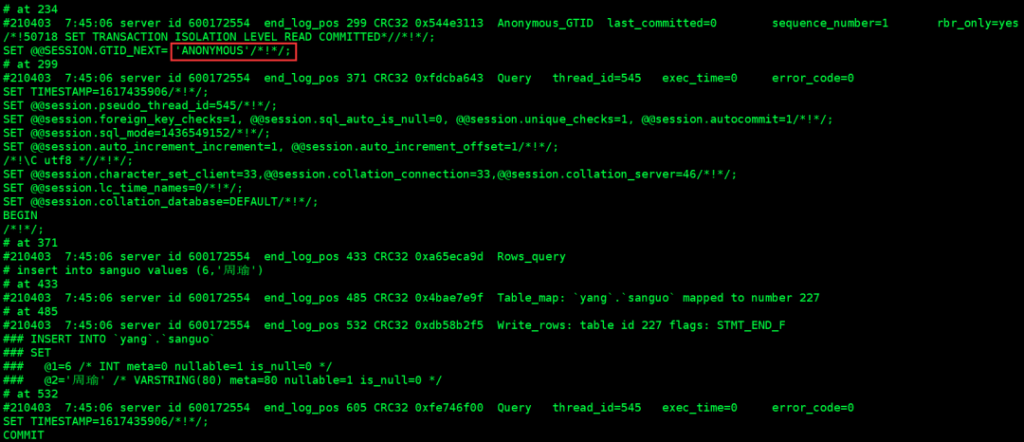 # at 234
#210403  7:45:06 server id 600172554  end_log_pos 299 CRC32 0x544e3113  Anonymous_GTID  last_committed=0        sequence_number=1       rbr_only=yes
/*!50718 SET TRANSACTION ISOLATION LEVEL READ COMMITTED*//*!*/;
SET @@SESSION.GTID_NEXT= 'ANONYMOUS'/*!*/;
# at 299
#210403  7:45:06 server id 600172554  end_log_pos 371 CRC32 0xfdcba643  Query   thread_id=545   exec_time=0     error_code=0
SET TIMESTAMP=1617435906/*!*/;
SET @@session.pseudo_thread_id=545/*!*/;
SET @@session.foreign_key_checks=1, @@session.sql_auto_is_null=0, @@session.unique_checks=1, @@session.autocommit=1/*!*/;
SET @@session.sql_mode=1436549152/*!*/;
SET @@session.auto_increment_increment=1, @@session.auto_increment_offset=1/*!*/;
/*!\C utf8 *//*!*/;
SET @@session.character_set_client=33,@@session.collation_connection=33,@@session.collation_server=46/*!*/;
SET @@session.lc_time_names=0/*!*/;
SET @@session.collation_database=DEFAULT/*!*/;
BEGIN
/*!*/;
# at 371
#210403  7:45:06 server id 600172554  end_log_pos 433 CRC32 0xa65eca9d  Rows_query
# insert into sanguo values (6,'周瑜')
# at 433
#210403  7:45:06 server id 600172554  end_log_pos 485 CRC32 0x4bae7e9f  Table_map: `yang`.`sanguo` mapped to number 227
# at 485
#210403  7:45:06 server id 600172554  end_log_pos 532 CRC32 0xdb58b2f5  Write_rows: table id 227 flags: STMT_END_F
### INSERT INTO `yang`.`sanguo`
### SET
###   @1=6 /* INT meta=0 nullable=1 is_null=0 */
###   @2='周瑜' /* VARSTRING(80) meta=80 nullable=1 is_null=0 */
# at 532
#210403  7:45:06 server id 600172554  end_log_pos 605 CRC32 0xfe746f00  Query   thread_id=545   exec_time=0     error_code=0
SET TIMESTAMP=1617435906/*!*/;
COMMIT